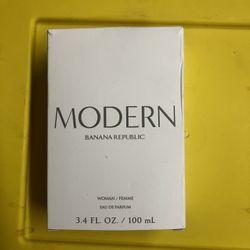 MODERN
BANANA REPUBLIC
WOMAN / FEMME
EAU DE PARFUM
3.4 FL. OZ. / 100 mL